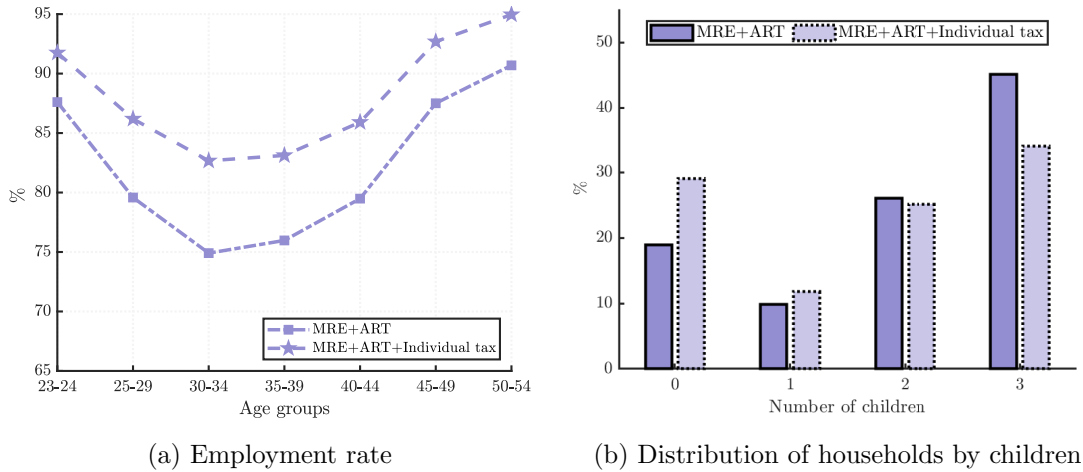 95
90
85
80
75
70
65
%
23-24 25-29 30-34 35-39 40-44 45-49 50-54
Age groups
MRE+ART
MRE+ART+Individual tax
(a) Employment rate
MRE+ART MRE+ART+Individual tax
50
40
30
20
10
0
%
0 1 2 3
Number of children
(b) Distribution of households by children